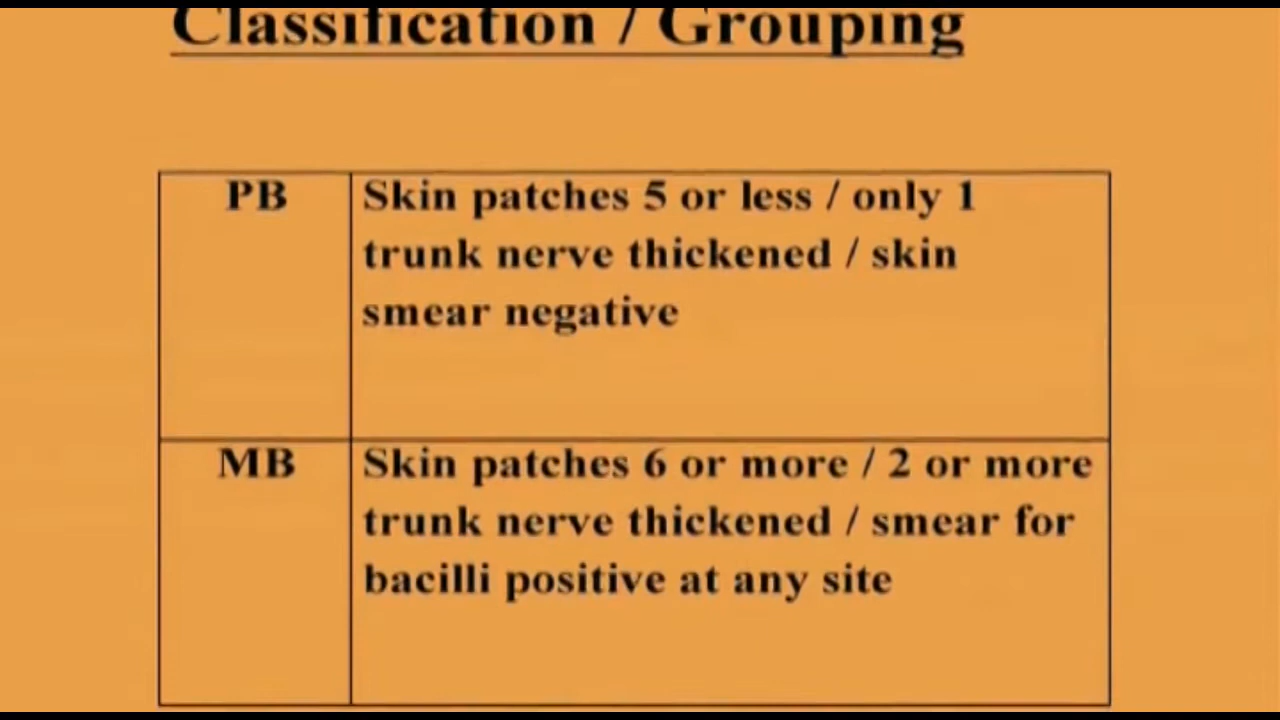 Classification / Grouping
PB
Skin patches 5 or less / only 1
trunk nerve thickened / skin
smear negative
MB
Skin patches 6 or more / 2 or more
trunk nerve thickened / smear for
bacilli positive at any site